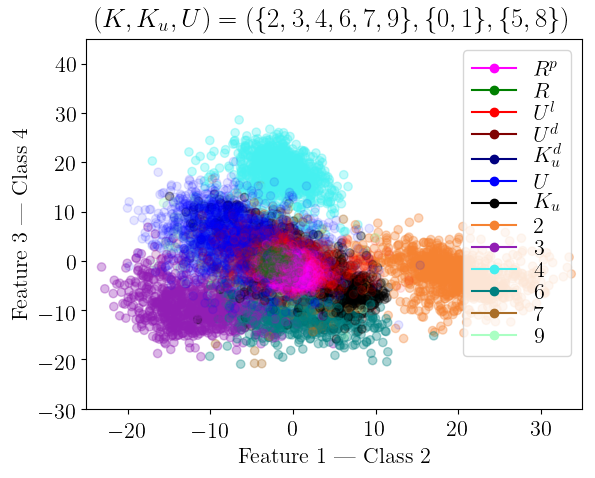 (K, K_u, U) = ({2, 3, 4, 6, 7, 9}, {0, 1}, {5, 8})
Feature 3 — Class 4
40
30
20
10
0
−10
−20
−30
−20
−10
0
10
20
30
Feature 1 — Class 2
R^p
R
U^l
U^d
K_u^d
U
K_u
2
3
4
6
7
9